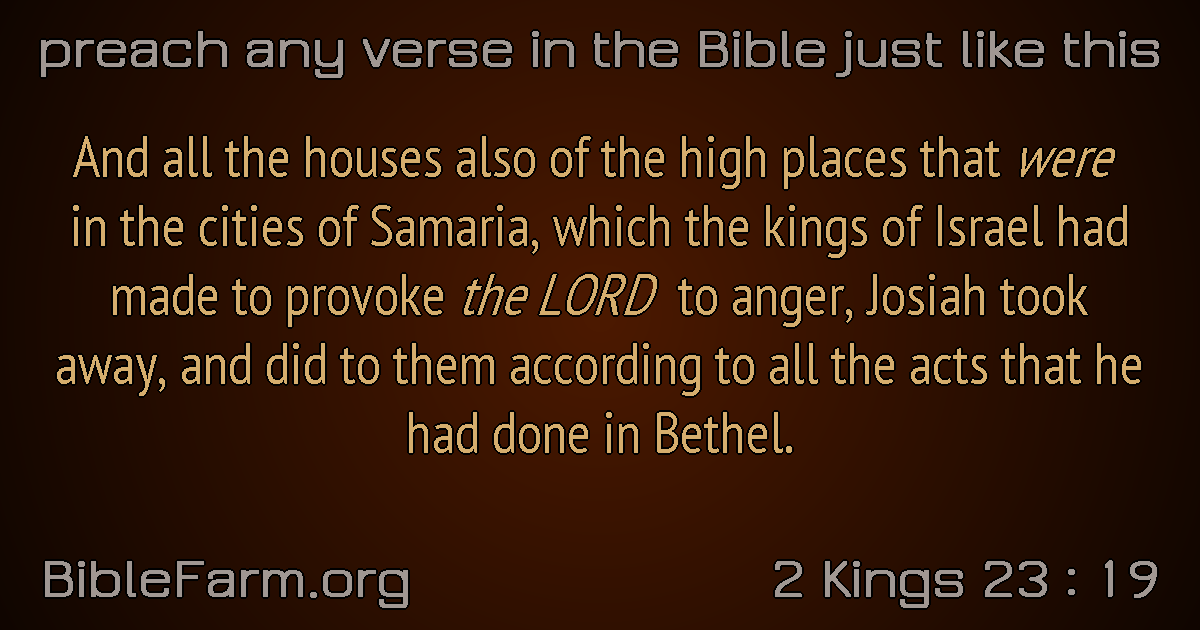 preach any verse in the Bible just like this
And all the houses also of the high places that were
in the cities of Samaria, which the kings of Israel had
made to provoke the LORD to anger, Josiah took
away, and did to them according to all the acts that he
had done in Bethel.
BibleFarm.org
2 Kings 23 : 19